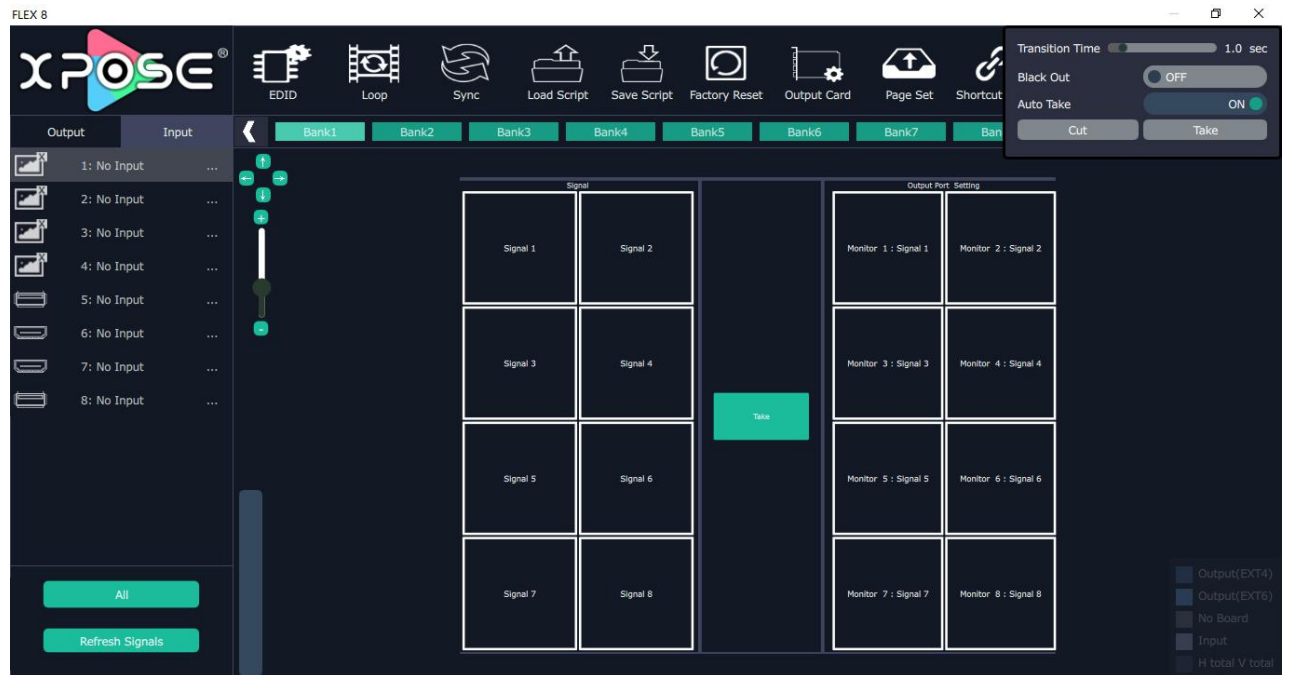 FLEX 8
XPOSE®
EDID
Loop
Sync
Load Script
Save Script
Factory Reset
Output Card
Page Set
Shortcut
Transition Time 1.0 sec
Black Out OFF
Auto Take ON
Cut Take
Output Input
Bank1 Bank2 Bank3 Bank4 Bank5 Bank6 Bank7 Ban
1: No Input ...
2: No Input ...
3: No Input ...
4: No Input ...
5: No Input ...
6: No Input ...
7: No Input ...
8: No Input ...
All
Refresh Signals
Signal
Signal 1 Signal 2
Signal 3 Signal 4
Signal 5 Signal 6
Signal 7 Signal 8
Take
Output Port Setting
Monitor 1 : Signal 1 Monitor 2 : Signal 2
Monitor 3 : Signal 3 Monitor 4 : Signal 4
Monitor 5 : Signal 5 Monitor 6 : Signal 6
Monitor 7 : Signal 7 Monitor 8 : Signal 8
Output(EXT4)
Output(EXT6)
No Board
Input
H total V total